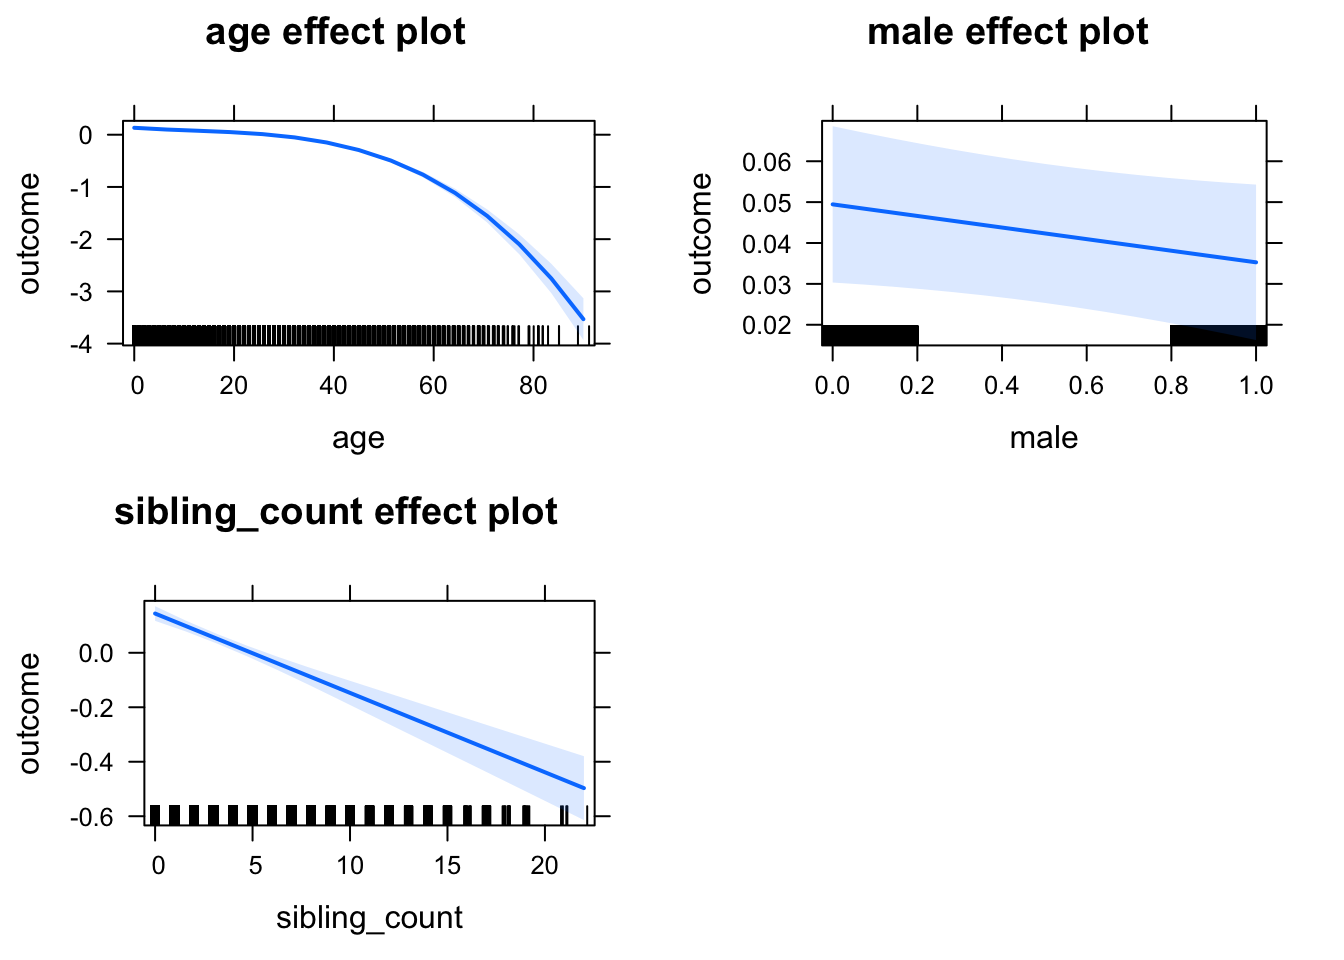 age effect plot
outcome
0
-1
-2
-3
-4
0 20 40 60 80
age
male effect plot
outcome
0.06
0.05
0.04
0.03
0.02
0.0 0.2 0.4 0.6 0.8 1.0
male
sibling_count effect plot
outcome
0.0
-0.2
-0.4
-0.6
0 5 10 15 20
sibling_count